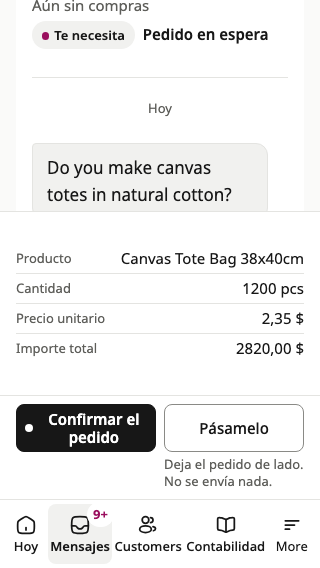 Aún sin compras
Te necesita Pedido en espera
Hoy
Do you make canvas
totes in natural cotton?
Producto Canvas Tote Bag 38x40cm
Cantidad 1200 pcs
Precio unitario 2,35 $
Importe total 2820,00 $
Confirmar el
pedido
Pásamelo
Deja el pedido de lado.
No se envía nada.
9+
Hoy Mensajes Customers Contabilidad More